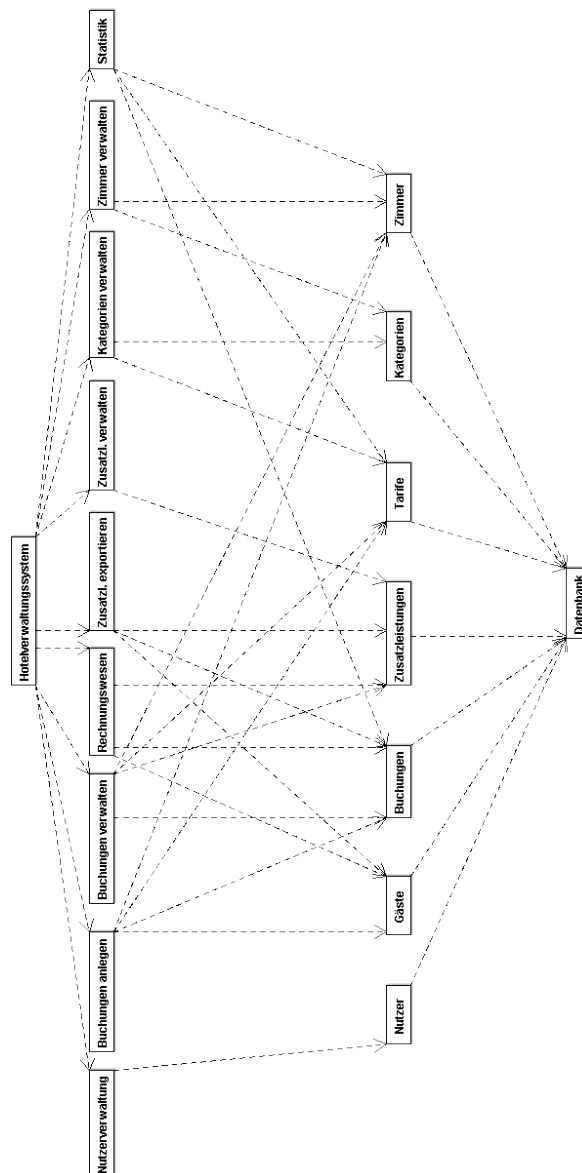 Hotelverwaltungssystem
Nutzerverwaltung
Buchungen anlegen
Buchungen verwalten
Rechnungswesen
Zusatzl. exportieren
Zusatzl. verwalten
Kategorien verwalten
Zimmer verwalten
Statistik
Nutzer
Gäste
Buchungen
Zusatzleistungen
Tarife
Kategorien
Zimmer
Datenbank